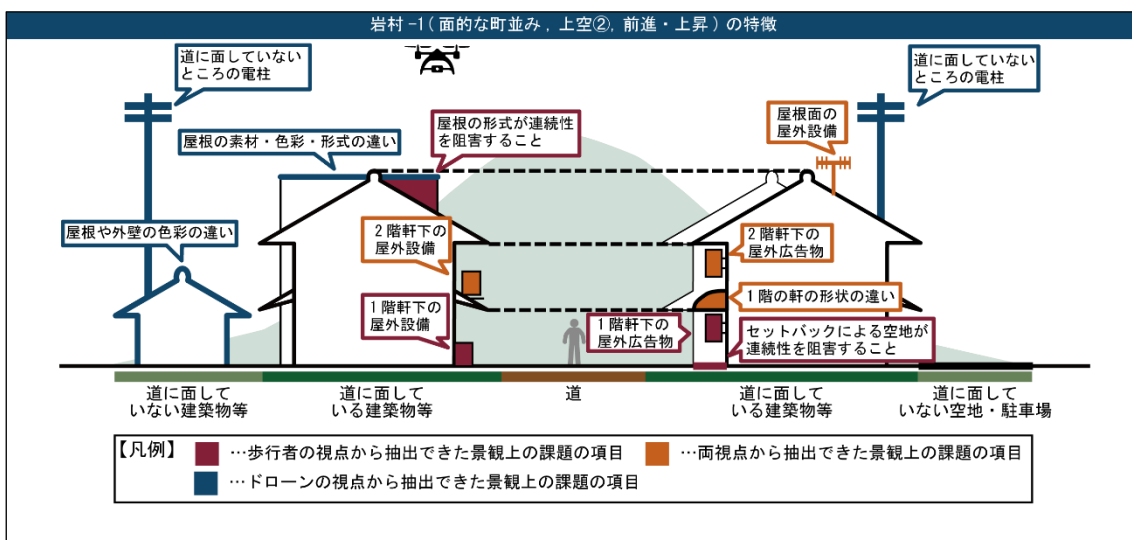 岩村-1(面的な町並み,上空②,前進・上昇)の特徴
道に面していない
ところの電柱
屋根の素材・色彩・形式の違い
屋根の形式が連続性
を阻害すること
屋根面の
屋外設備
道に面していない
ところの電柱
屋根や外壁の色彩の違い
2階軒下の
屋外設備
2階軒下の
屋外広告物
1階の軒の形状の違い
1階軒下の
屋外設備
1階軒下の
屋外広告物
セットバックによる空地が
連続性を阻害すること
道に面して
いない建築物等
道に面して
いる建築物等
道
道に面して
いる建築物等
道に面して
いない空地・駐車場
【凡例】
…歩行者の視点から抽出できた景観上の課題の項目
…両視点から抽出できた景観上の課題の項目
…ドローンの視点から抽出できた景観上の課題の項目